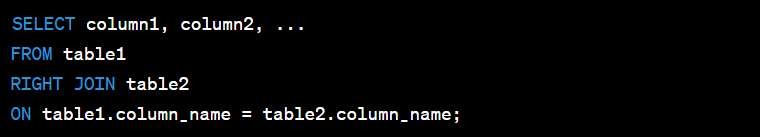 SELECT column1, column2, ...
FROM table1
RIGHT JOIN table2
ON table1.column_name = table2.column_name;